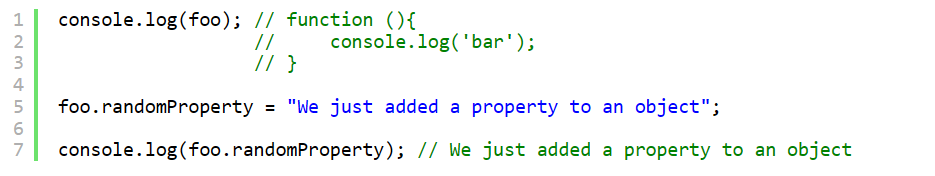 1 console.log(foo); // function (){
2 //     console.log('bar');
3 // }
4
5 foo.randomProperty = "We just added a property to an object";
6
7 console.log(foo.randomProperty); // We just added a property to an object